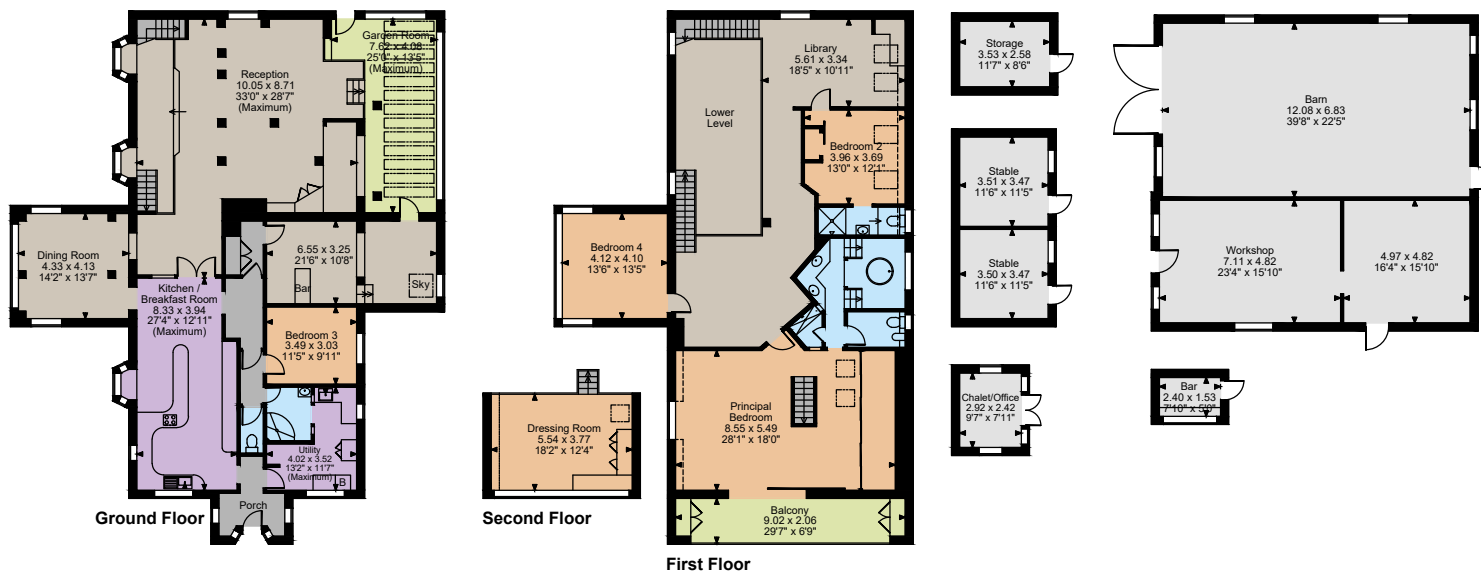 Reception
10.05 x 8.71
33'0" x 28'7"
(Maximum)
Garden Room
7.62 x 4.08
25'0" x 13'5"
(Maximum)
Dining Room
4.33 x 4.13
14'2" x 13'7"
Kitchen /
Breakfast Room
8.33 x 3.94
27'4" x 12'11"
(Maximum)
6.55 x 3.25
21'6" x 10'8"
Bar
Sky
Bedroom 3
3.49 x 3.03
11'5" x 9'11"
Utility
4.02 x 3.52
13'2" x 11'7"
(Maximum)
B
Porch
Ground Floor
Dressing Room
5.54 x 3.77
18'2" x 12'4"
Second Floor
Library
5.61 x 3.34
18'5" x 10'11"
Lower
Level
Bedroom 2
3.96 x 3.69
13'0" x 12'1"
Bedroom 4
4.12 x 4.10
13'6" x 13'5"
Principal
Bedroom
8.55 x 5.49
28'1" x 18'0"
Balcony
9.02 x 2.06
29'7" x 6'9"
First Floor
Storage
3.53 x 2.58
11'7" x 8'6"
Stable
3.51 x 3.47
11'6" x 11'5"
Stable
3.50 x 3.47
11'6" x 11'5"
Chalet/Office
2.92 x 2.42
9'7" x 7'11"
Barn
12.08 x 6.83
39'8" x 22'5"
Workshop
7.11 x 4.82
23'4" x 15'10"
4.97 x 4.82
16'4" x 15'10"
Bar
2.40 x 1.53
7'10" x 5'0"